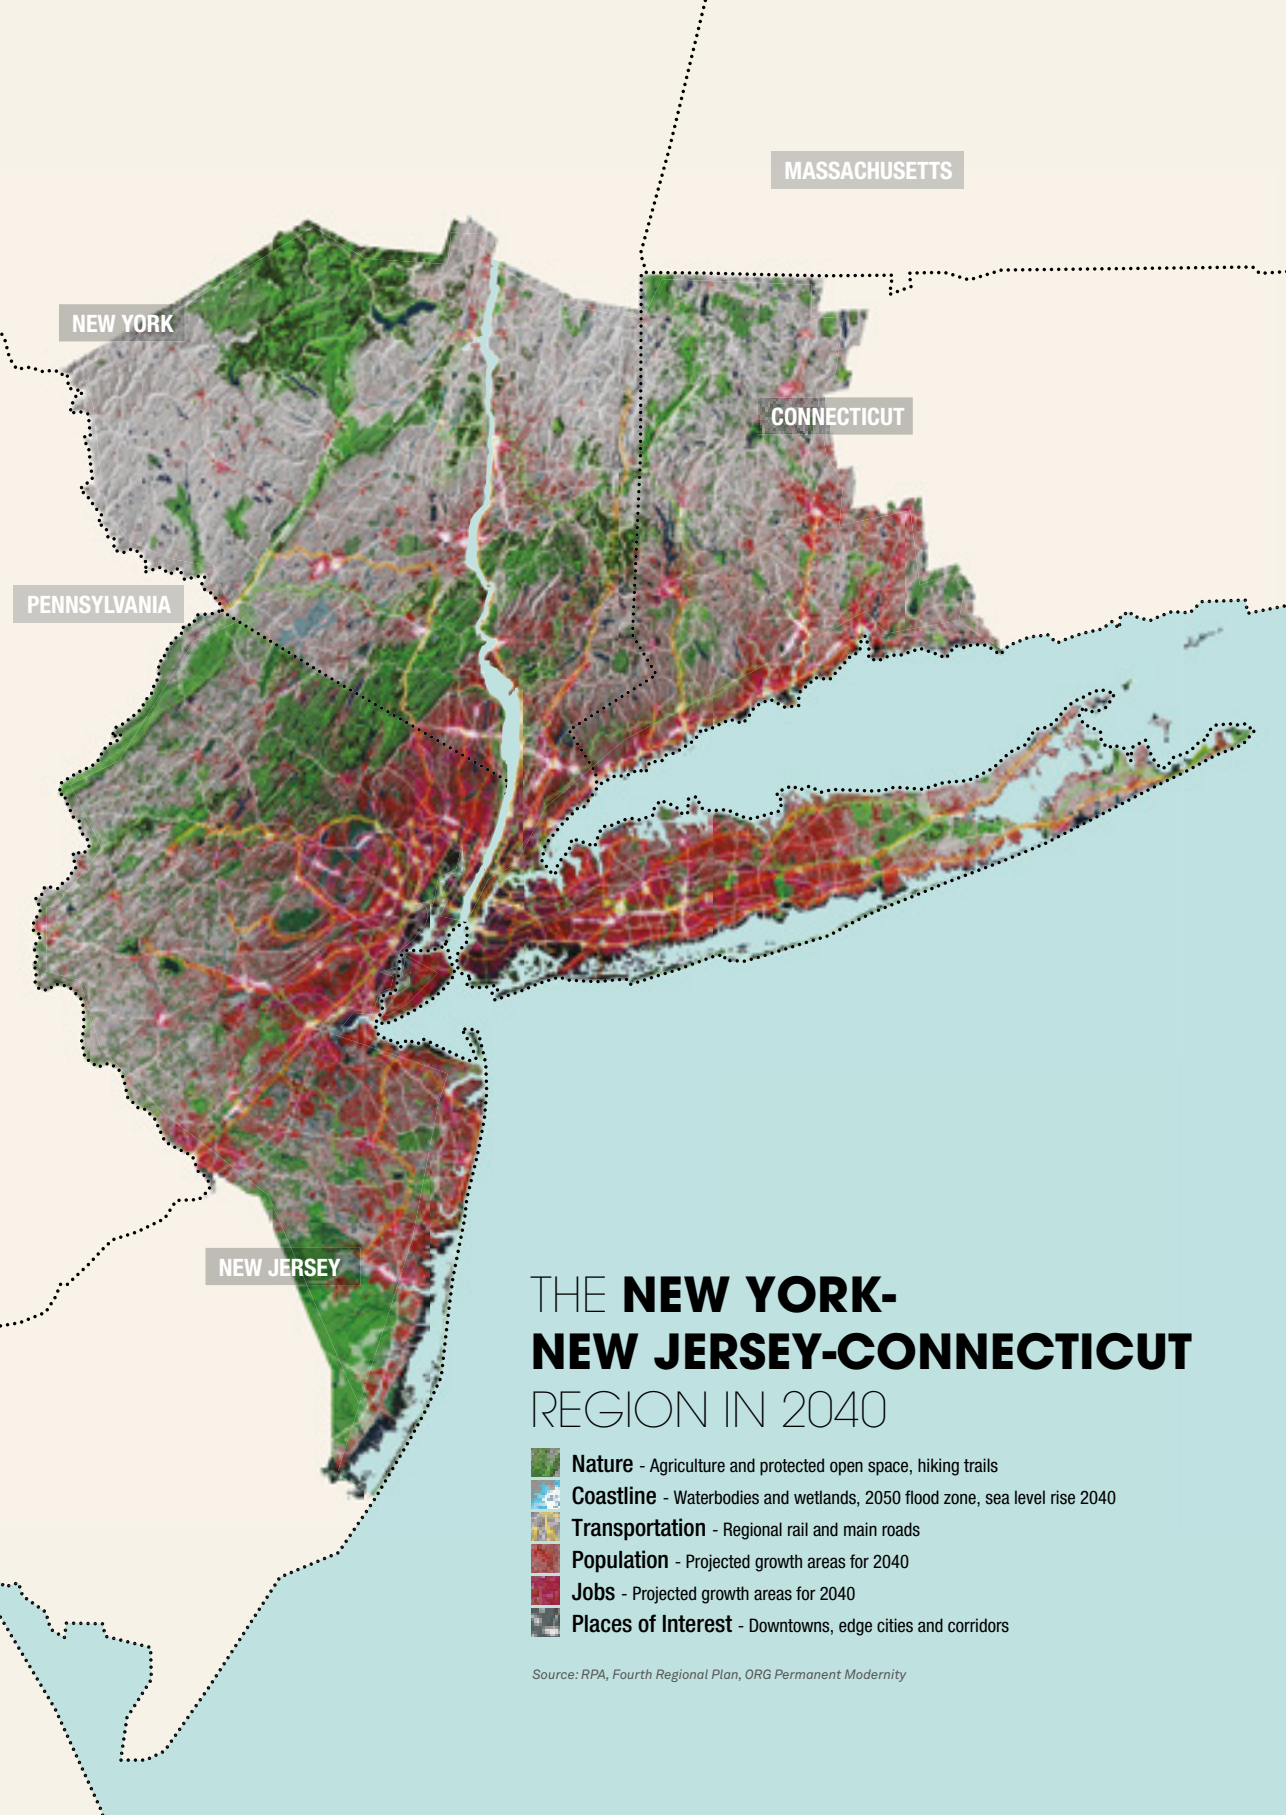 MASSACHUSETTS
NEW YORK
CONNECTICUT
PENNSYLVANIA
NEW JERSEY
THE NEW YORK-
NEW JERSEY-CONNECTICUT
REGION IN 2040
Nature - Agriculture and protected open space, hiking trails
Coastline - Waterbodies and wetlands, 2050 flood zone, sea level rise 2040
Transportation - Regional rail and main roads
Population - Projected growth areas for 2040
Jobs - Projected growth areas for 2040
Places of Interest - Downtowns, edge cities and corridors
Source: RPA, Fourth Regional Plan, ORG Permanent Modernity